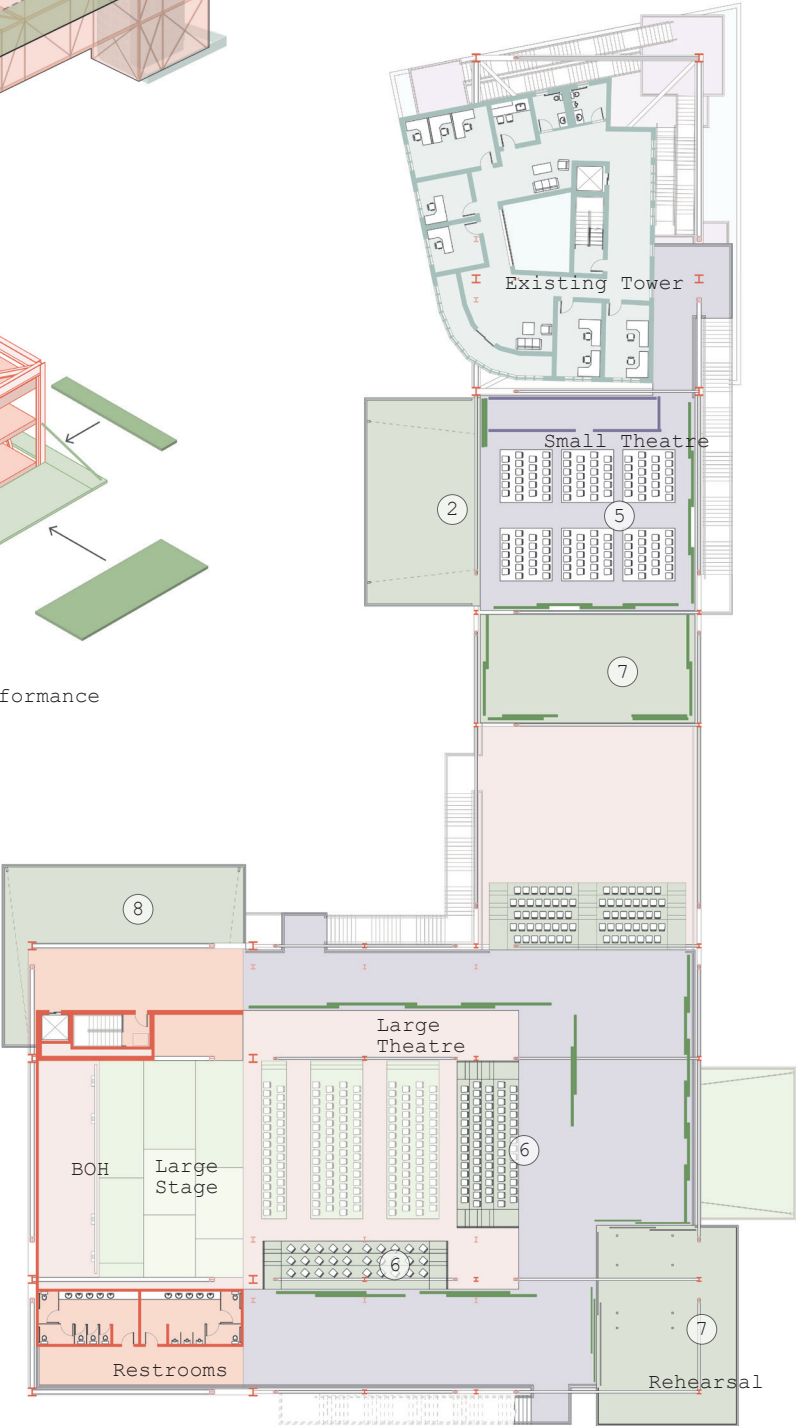 Existing Tower
Small Theatre
2
5
7
formance
8
Large
Theatre
6
BOH
Large
Stage
6
7
Restrooms
Rehearsal